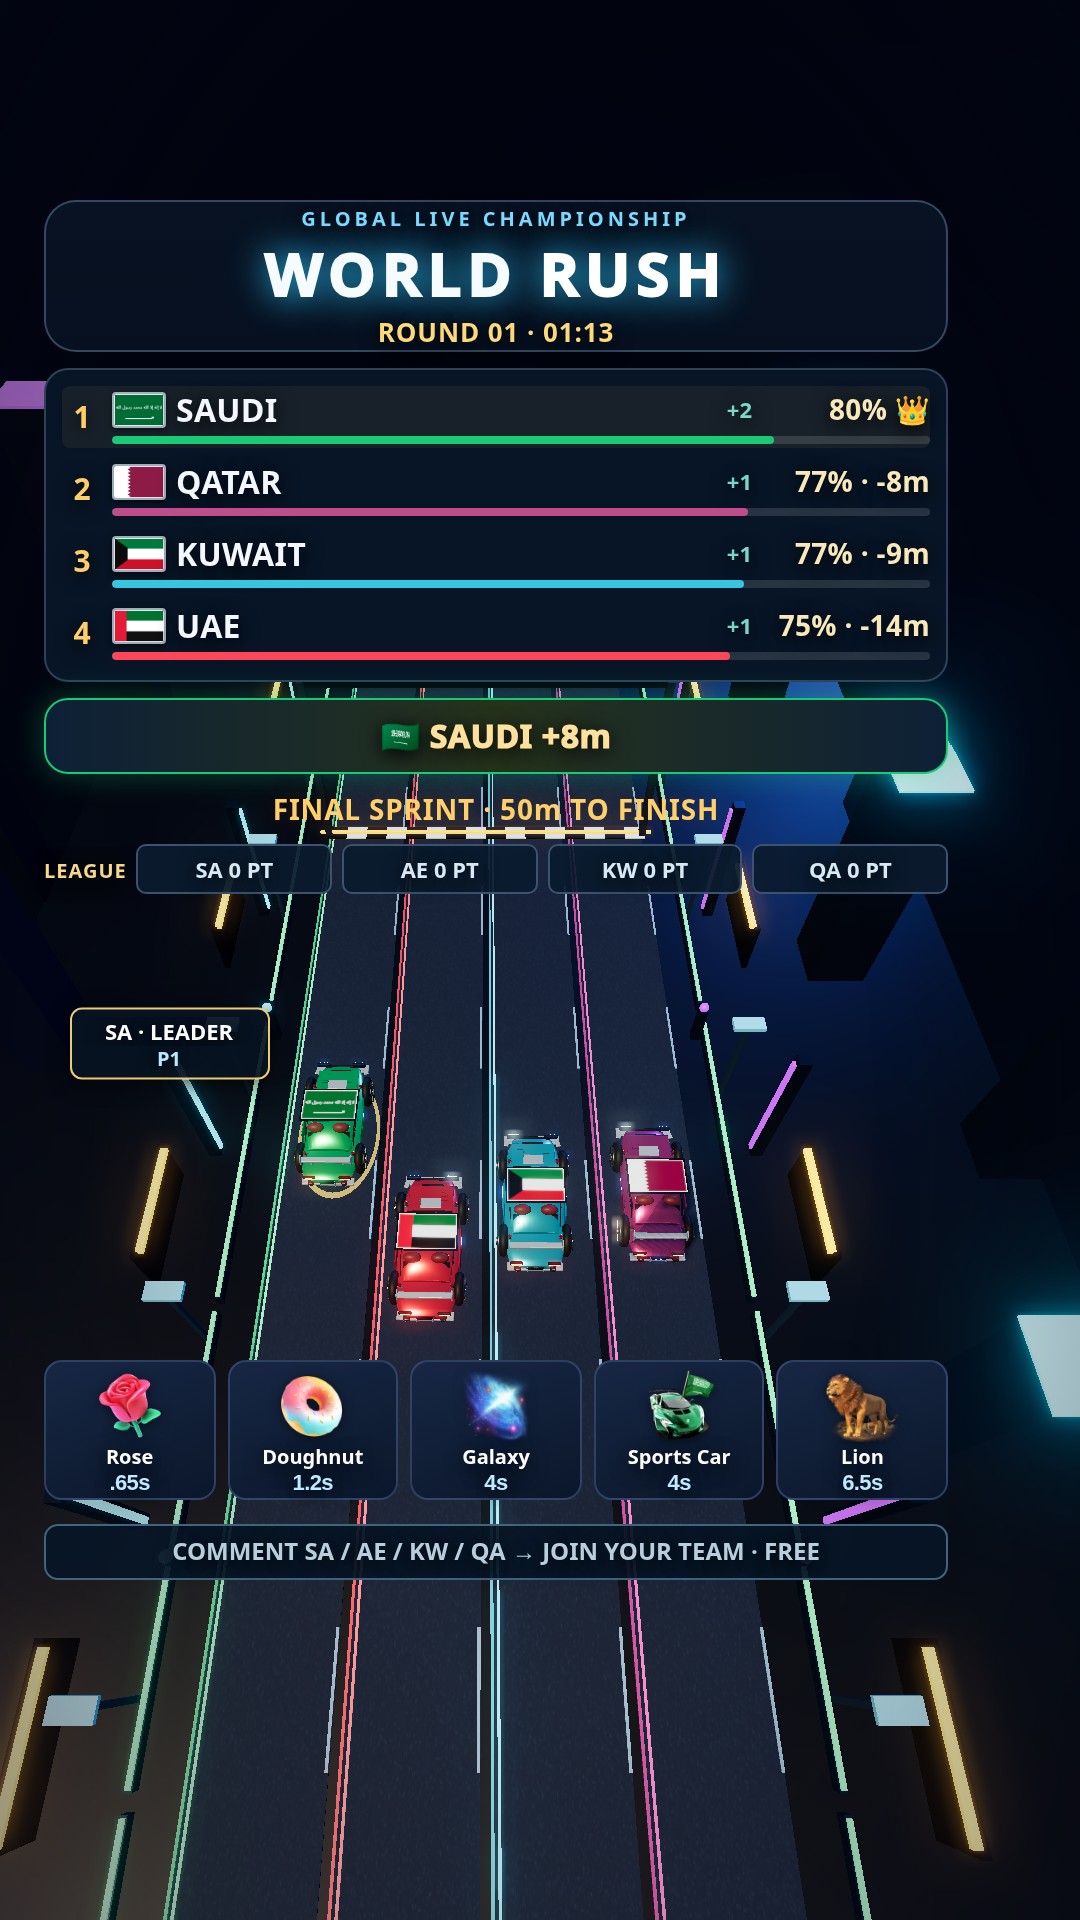 GLOBAL LIVE CHAMPIONSHIP
WORLD RUSH
ROUND 01 · 01:13
1 SAUDI +2 80% 👑
2 QATAR +1 77% · -8m
3 KUWAIT +1 77% · -9m
4 UAE +1 75% · -14m
🇸🇦 SAUDI +8m
FINAL SPRINT · 50m TO FINISH
LEAGUE SA 0 PT AE 0 PT KW 0 PT QA 0 PT
SA · LEADER
P1
Rose Doughnut Galaxy Sports Car Lion
.65s 1.2s 4s 4s 6.5s
COMMENT SA / AE / KW / QA → JOIN YOUR TEAM · FREE